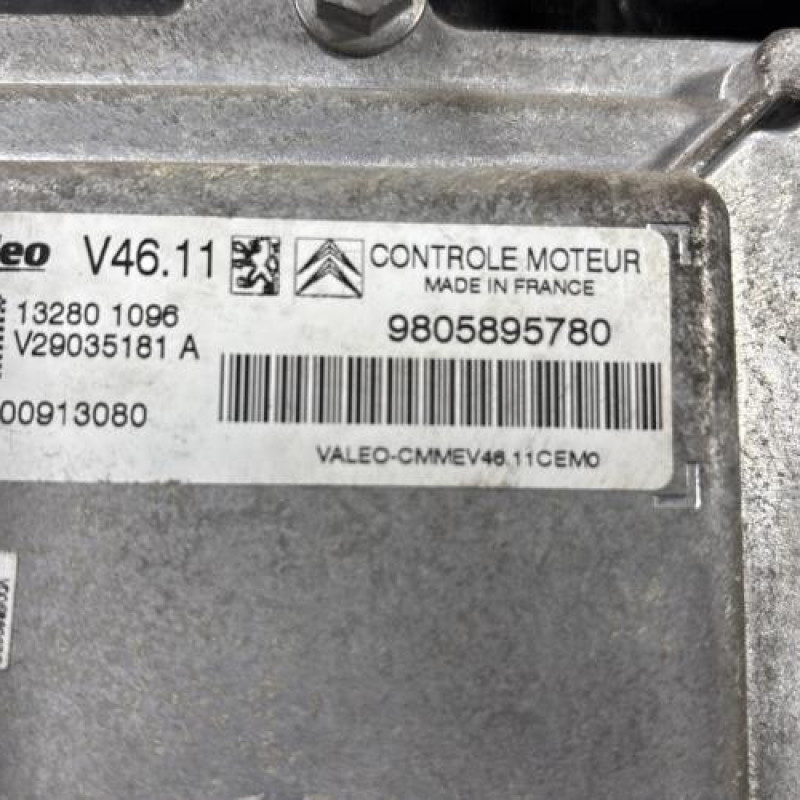 V46.11 CONTROLE MOTEUR
MADE IN FRANCE
13280 1096
9805895780
V29035181 A
00913080
VALEO-CMMEV46.11CEM0